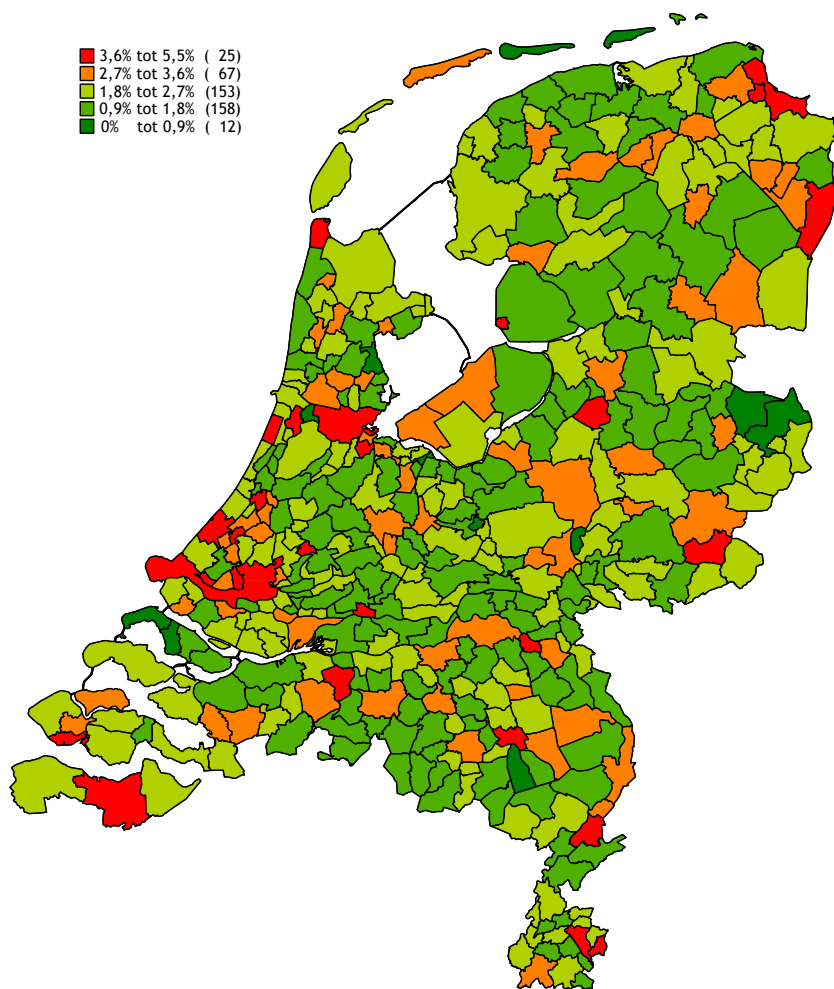 3,6% tot 5,5% ( 25)
2,7% tot 3,6% ( 67)
1,8% tot 2,7% (153)
0,9% tot 1,8% (158)
0% tot 0,9% ( 12)